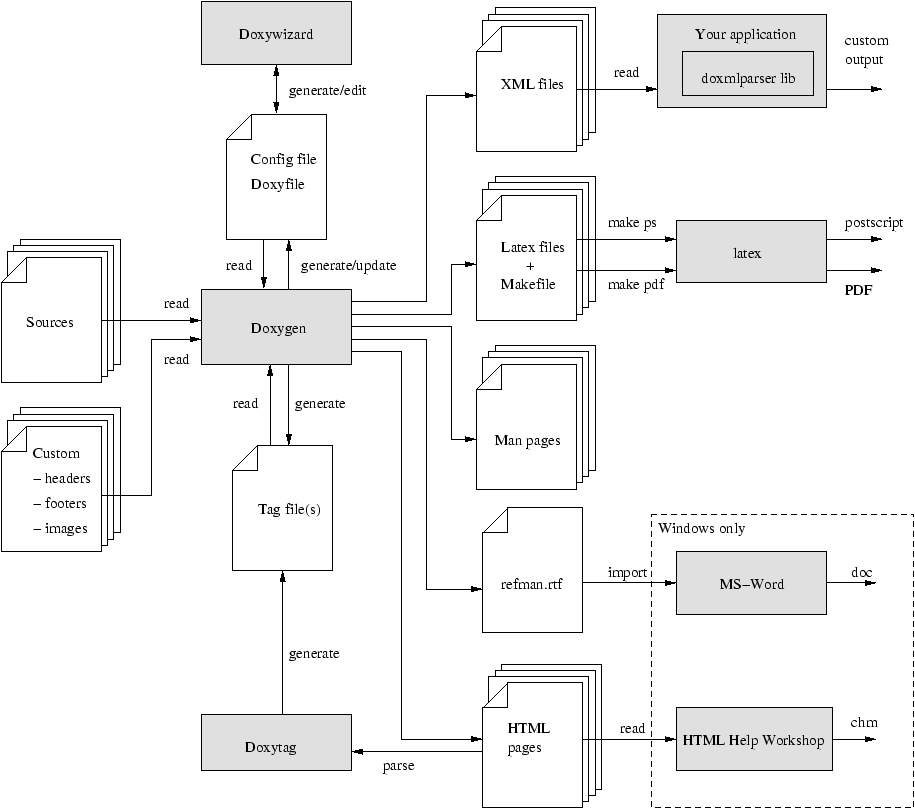 Doxywizard
generate/edit
Config file
Doxyfile
read
generate/update
Sources
read
Doxygen
read
Custom
– headers
– footers
– images
read
generate
Tag file(s)
generate
Doxytag
parse
XML files
read
Your application
doxmlparser lib
custom
output
Latex files
+
Makefile
make ps
make pdf
latex
postscript
PDF
Man pages
refman.rtf
import
Windows only
MS–Word
doc
HTML
pages
read
HTML Help Workshop
chm